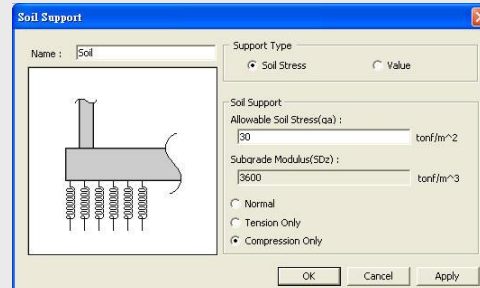 Soil Support
Name :
Soil
Support Type
Soil Stress
Value
Soil Support
Allowable Soil Stress(qa) :
30
tonf/m^2
Subgrade Modulus(SDz) :
3600
tonf/m^3
Normal
Tension Only
Compression Only
OK
Cancel
Apply